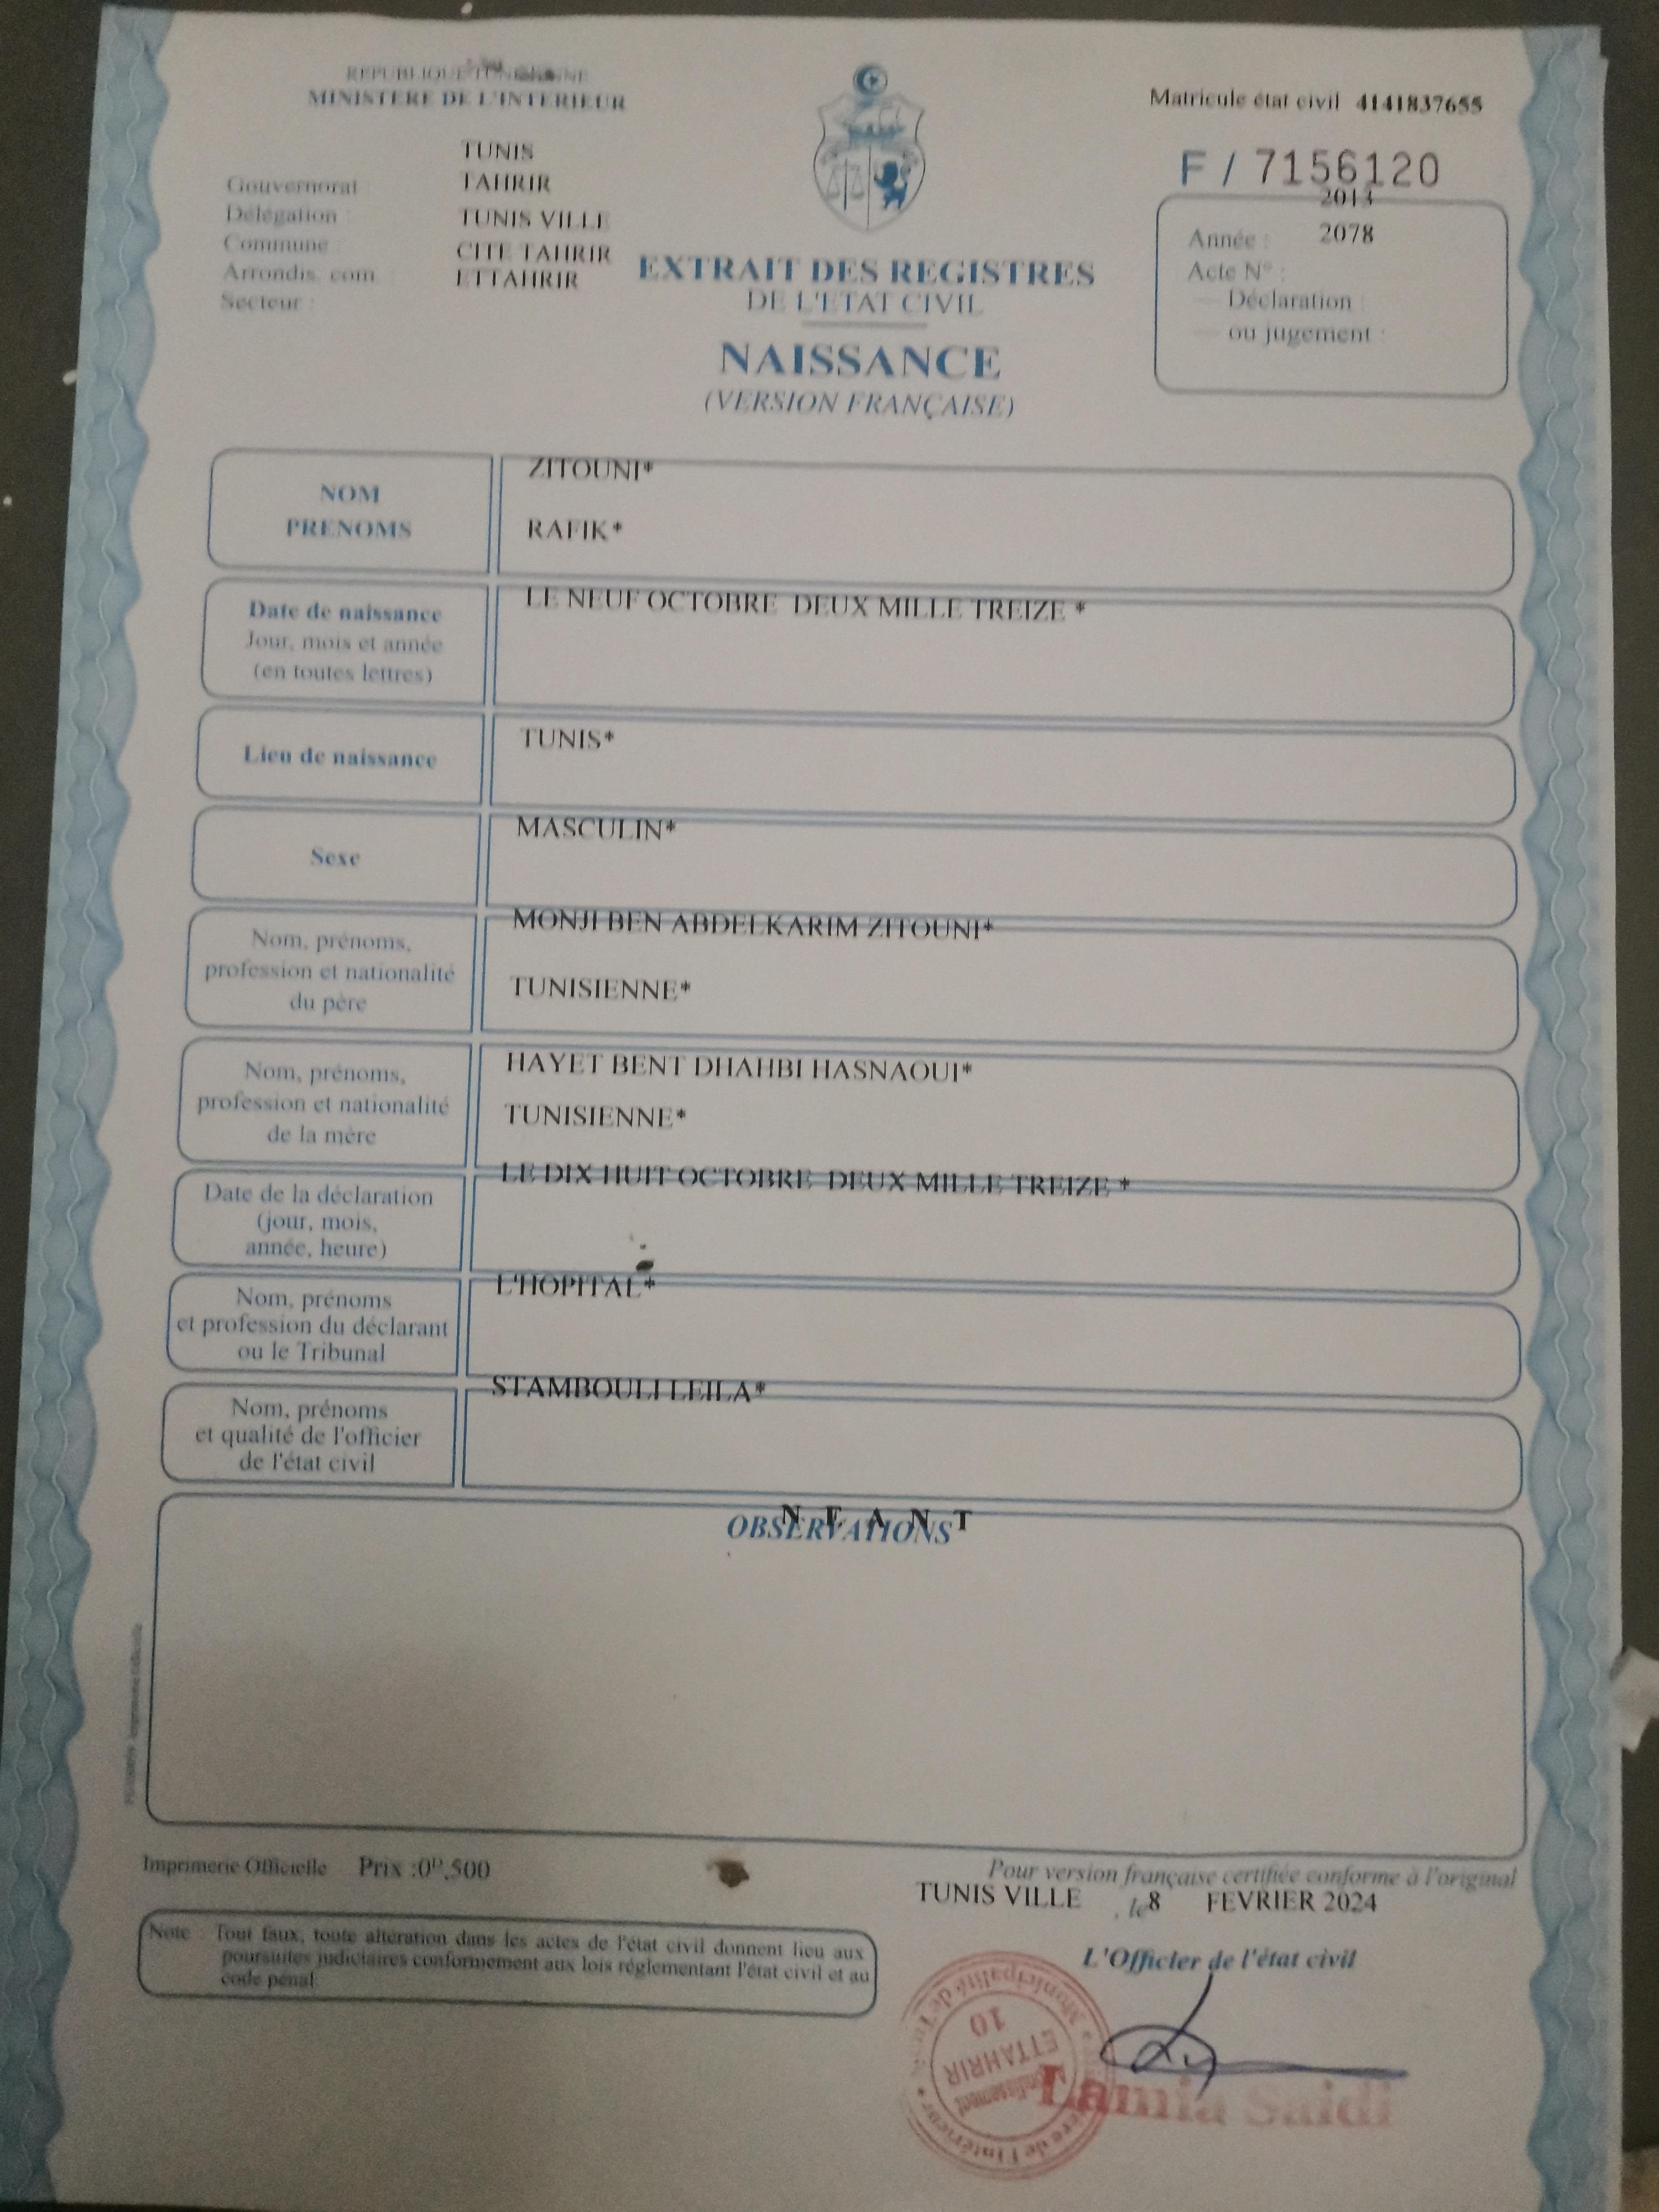 REPUBLIQUE TUNISIENNE
MINISTERE DE L'INTERIEUR
Matricule état civil 4141837655
F / 7156120
TUNIS
Gouvernorat : TAHRIR
Délégation : TUNIS VILLE
Commune : CITE TAHRIR
Arrondis. com. : ETTAHRIR
Secteur :
2013
Année : 2078
Acte N° :
Déclaration :
ou jugement :
EXTRAIT DES REGISTRES
DE L'ETAT CIVIL
NAISSANCE
(VERSION FRANÇAISE)
NOM
PRENOMS
ZITOUNI*
RAFIK*
Date de naissance
Jour, mois et année
(en toutes lettres)
LE NEUF OCTOBRE DEUX MILLE TREIZE *
Lieu de naissance
TUNIS*
Sexe
MASCULIN*
Nom, prénoms,
profession et nationalité
du père
MONJI BEN ABDELKARIM ZITOUNI*
TUNISIENNE*
Nom, prénoms,
profession et nationalité
de la mère
HAYET BENT DHAHBI HASNAOUI*
TUNISIENNE*
Date de la déclaration
(jour, mois,
année, heure)
LE DIX HUIT OCTOBRE DEUX MILLE TREIZE *
Nom, prénoms
et profession du déclarant
ou le Tribunal
L'HOPITAL*
Nom, prénoms
et qualité de l'officier
de l'état civil
STAMBOULI LEILA*
N E A N T
OBSERVATIONS
Imprimerie Officielle Prix :0ᴰ,500
Pour version française certifiée conforme à l'original
TUNIS VILLE , le 8 FEVRIER 2024
Note : Tout faux, toute altération dans les actes de l'état civil donnent lieu aux
poursuites judiciaires conformement aux lois réglementant l'état civil et au
code pénal.
L'Officier de l'état civil
Municipalité de Tunis
10
ETTAHRIR
Arrondissement
de l'Intérieur
Lamia Saidi